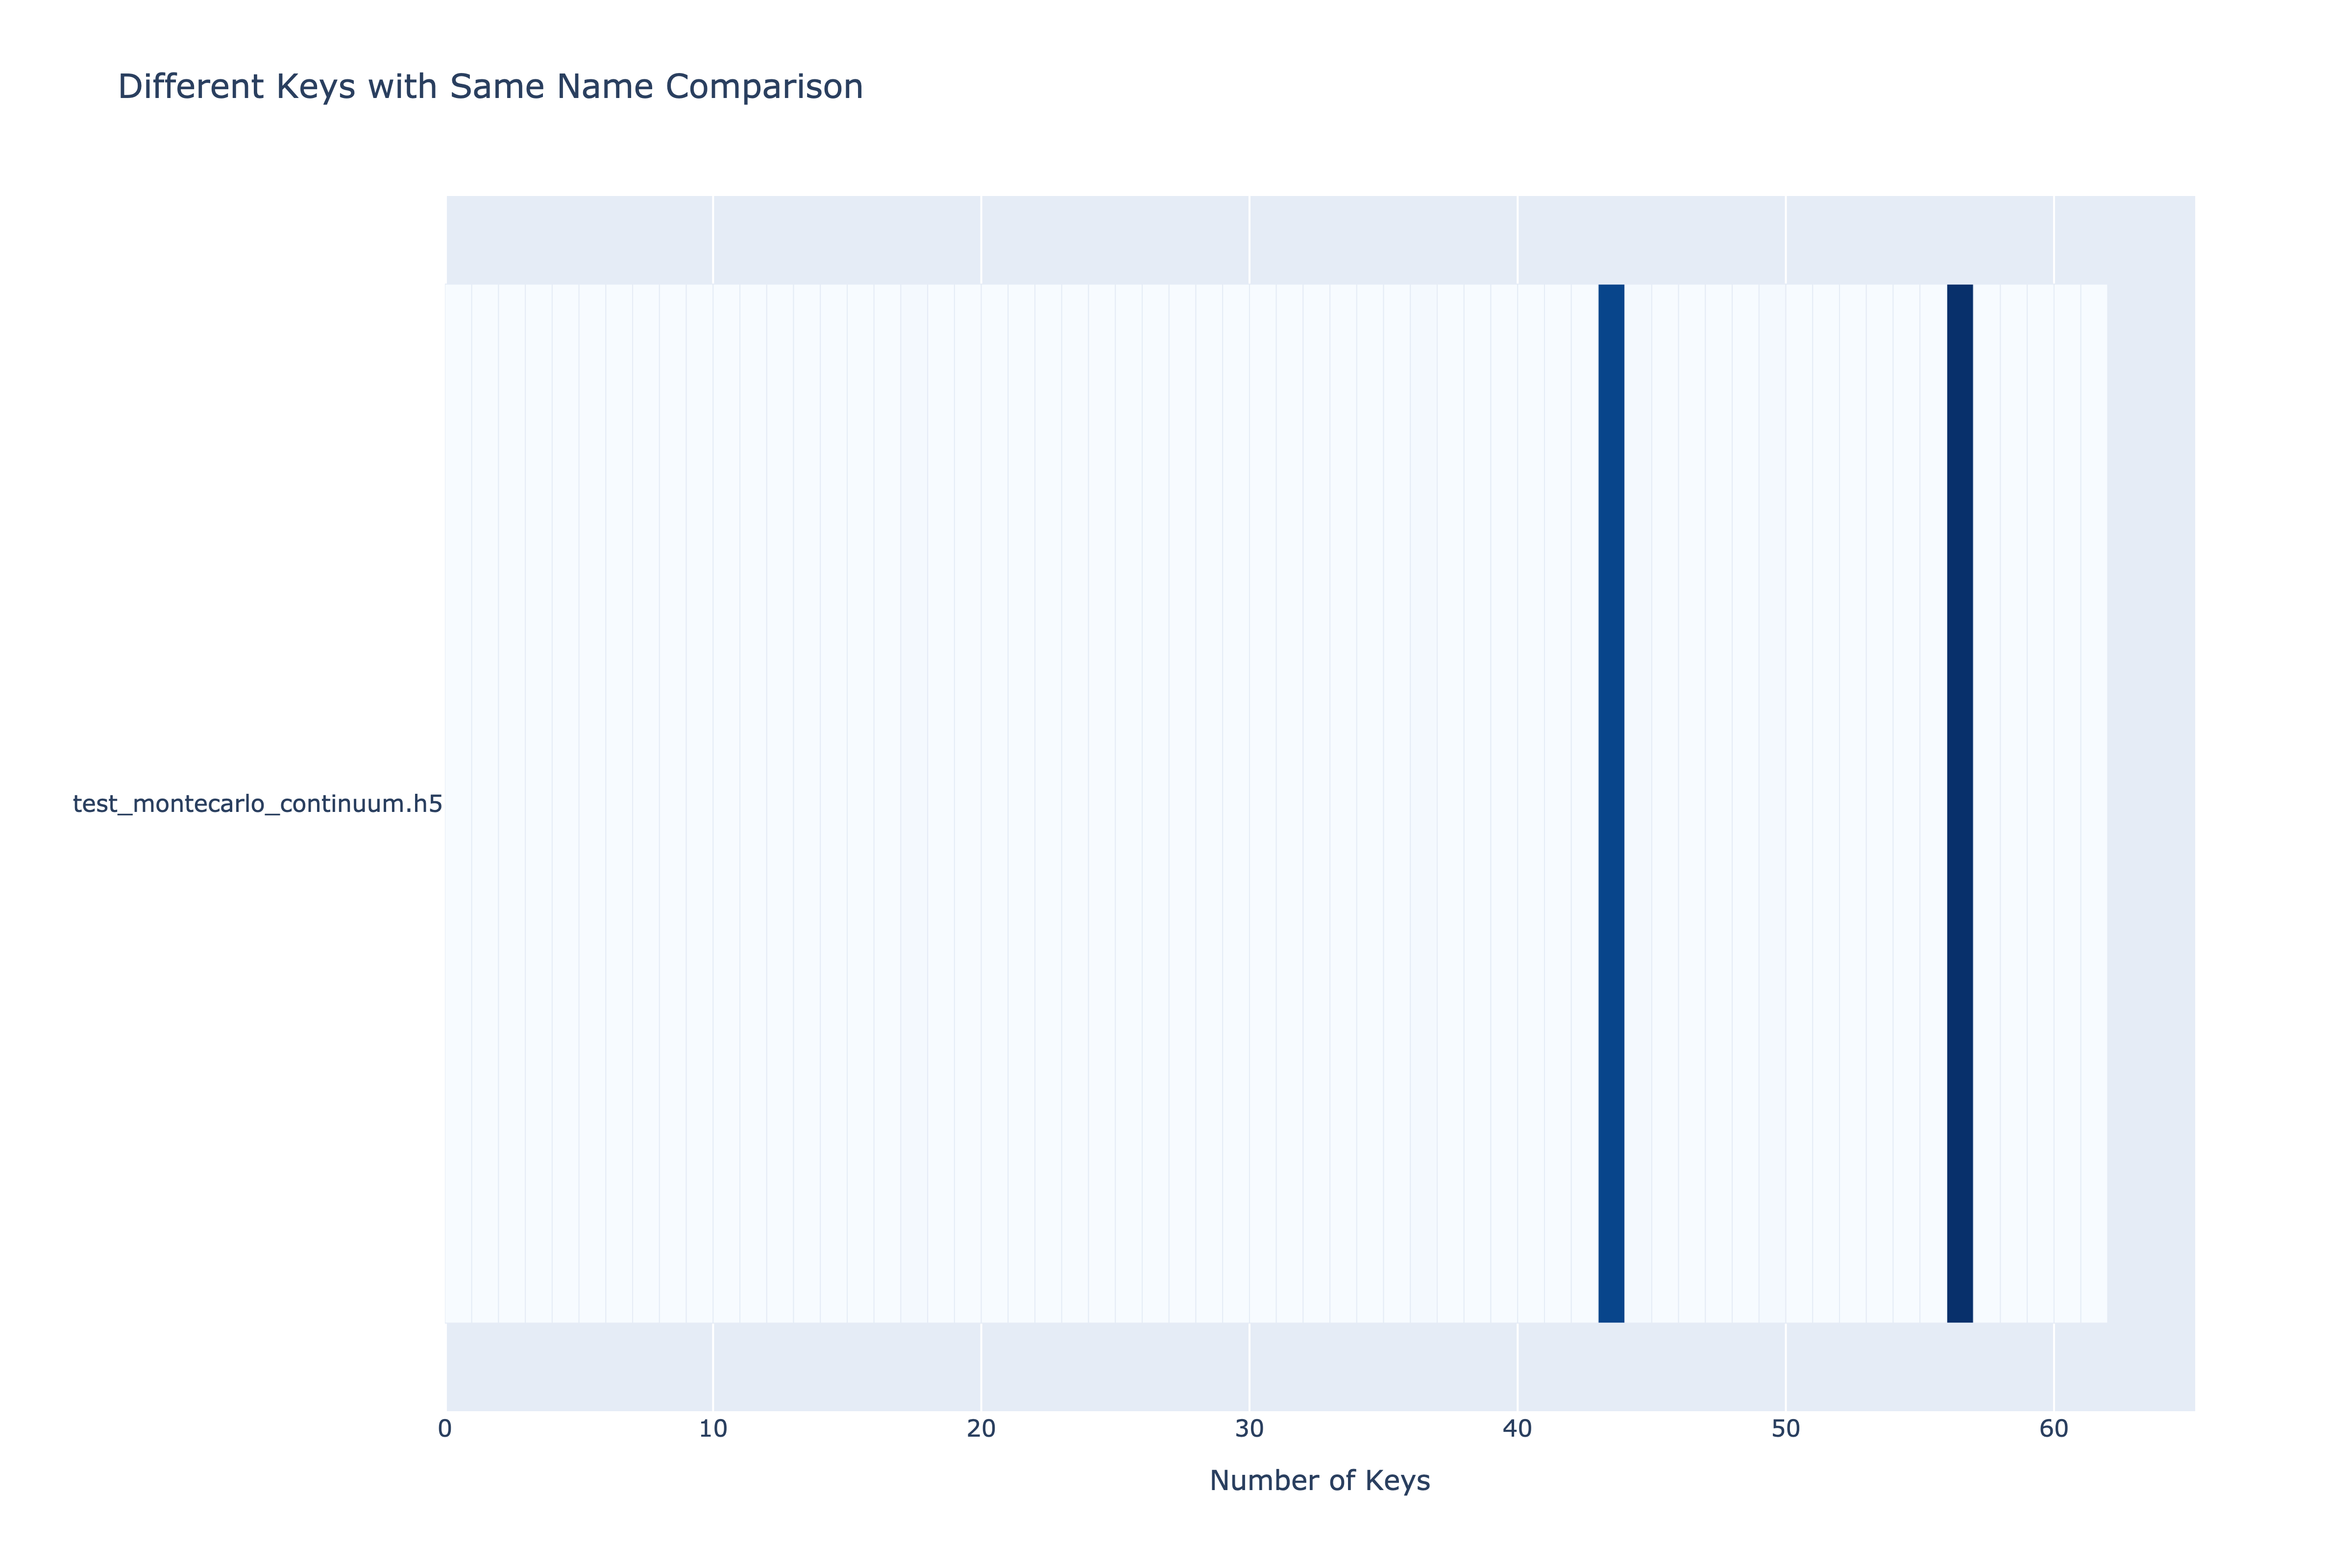 Different Keys with Same Name Comparison
test_montecarlo_continuum.h5
0 10 20 30 40 50 60
Number of Keys